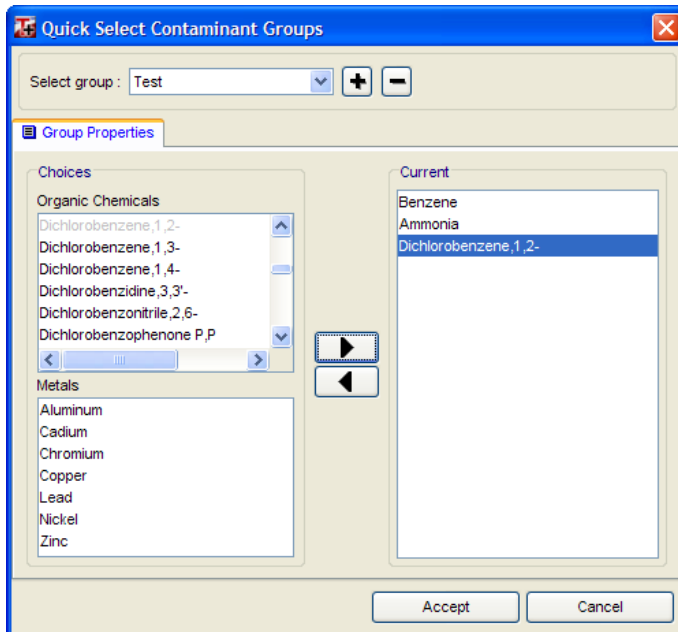 Quick Select Contaminant Groups
Select group : Test
Group Properties
Choices
Organic Chemicals
Dichlorobenzene,1,2-
Dichlorobenzene,1,3-
Dichlorobenzene,1,4-
Dichlorobenzidine,3,3'-
Dichlorobenzonitrile,2,6-
Dichlorobenzophenone P,P
Metals
Aluminum
Cadium
Chromium
Copper
Lead
Nickel
Zinc
Current
Benzene
Ammonia
Dichlorobenzene,1,2-
Accept
Cancel